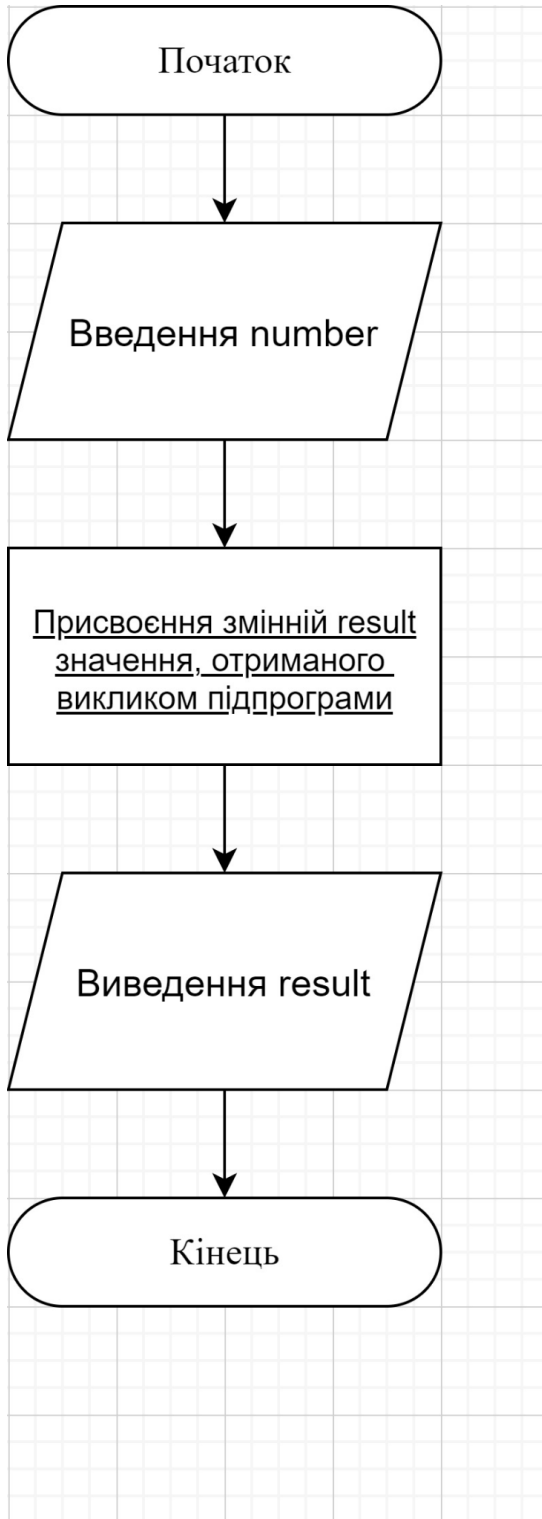 Початок
Введення number
Присвоєння змінній result
значення, отриманого
викликом підпрограми
Виведення result
Кінець